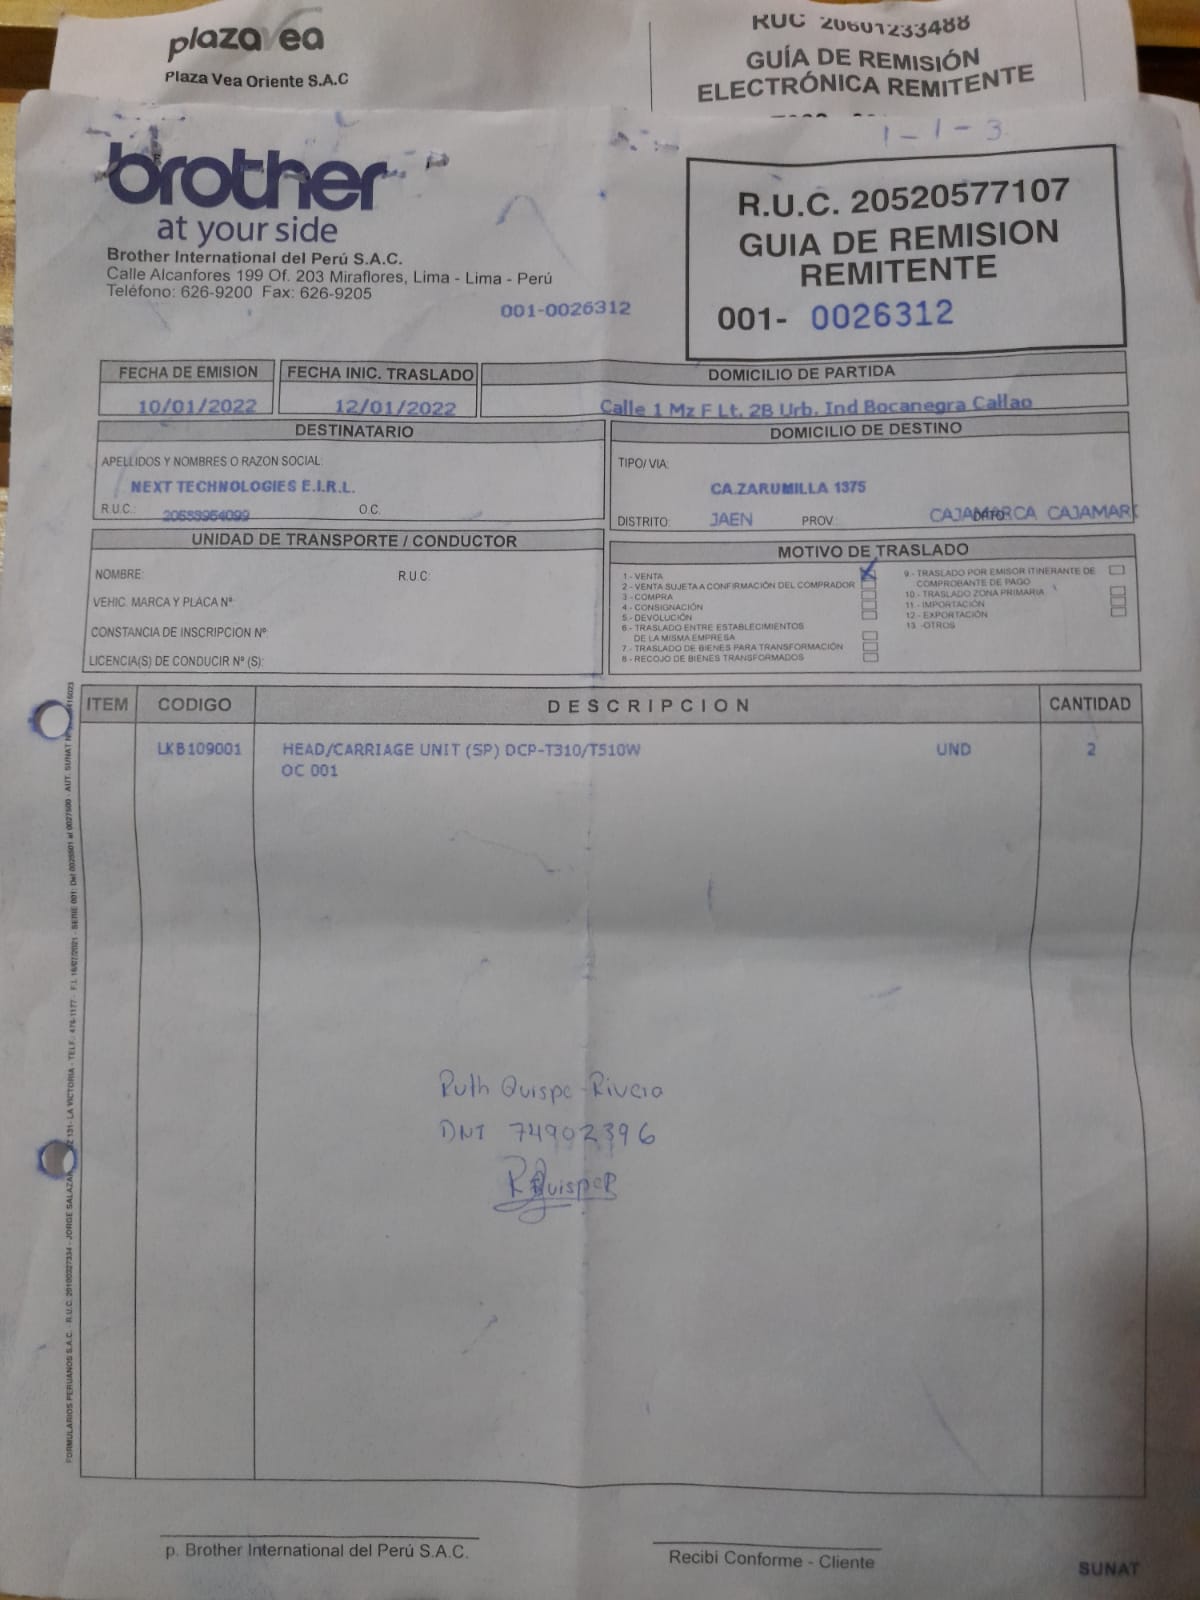 plazavea
Plaza Vea Oriente S.A.C
RUC 20601233488
GUÍA DE REMISIÓN
ELECTRÓNICA REMITENTE
1-1-3
brother
at your side
Brother International del Perú S.A.C.
Calle Alcanfores 199 Of. 203 Miraflores, Lima - Lima - Perú
Teléfono: 626-9200 Fax: 626-9205
001-0026312
R.U.C. 20520577107
GUIA DE REMISION
REMITENTE
001- 0026312
FECHA DE EMISION
10/01/2022
FECHA INIC. TRASLADO
12/01/2022
DOMICILIO DE PARTIDA
Calle 1 Mz F Lt. 2B Urb. Ind Bocanegra Callao
DESTINATARIO
APELLIDOS Y NOMBRES O RAZON SOCIAL:
NEXT TECHNOLOGIES E.I.R.L.
R.U.C.:
O.C.
DOMICILIO DE DESTINO
TIPO/ VIA:
CA.ZARUMILLA 1375
DISTRITO: JAEN PROV.: CAJAMARCA CAJAMAR
UNIDAD DE TRANSPORTE / CONDUCTOR
NOMBRE: R.U.C:
VEHIC. MARCA Y PLACA Nº:
CONSTANCIA DE INSCRIPCION Nº:
LICENCIA(S) DE CONDUCIR Nº (S):
MOTIVO DE TRASLADO
1 - VENTA
2 - VENTA SUJETA A CONFIRMACIÓN DEL COMPRADOR
3 - COMPRA
4 - CONSIGNACIÓN
5 - DEVOLUCIÓN
6 - TRASLADO ENTRE ESTABLECIMIENTOS
DE LA MISMA EMPRESA
7 - TRASLADO DE BIENES PARA TRANSFORMACIÓN
8 - RECOJO DE BIENES TRANSFORMADOS
9 - TRASLADO POR EMISOR ITINERANTE DE
COMPROBANTE DE PAGO
10 - TRASLADO ZONA PRIMARIA
11 - IMPORTACIÓN
12 - EXPORTACIÓN
13 - OTROS
ITEM CODIGO DESCRIPCION CANTIDAD
LKB109001 HEAD/CARRIAGE UNIT (SP) DCP-T310/T510W UND 2
OC 001
Ruth Quispe Rivera
DNI 74902396
RQuispeR
p. Brother International del Perú S.A.C.
Recibi Conforme - Cliente
SUNAT